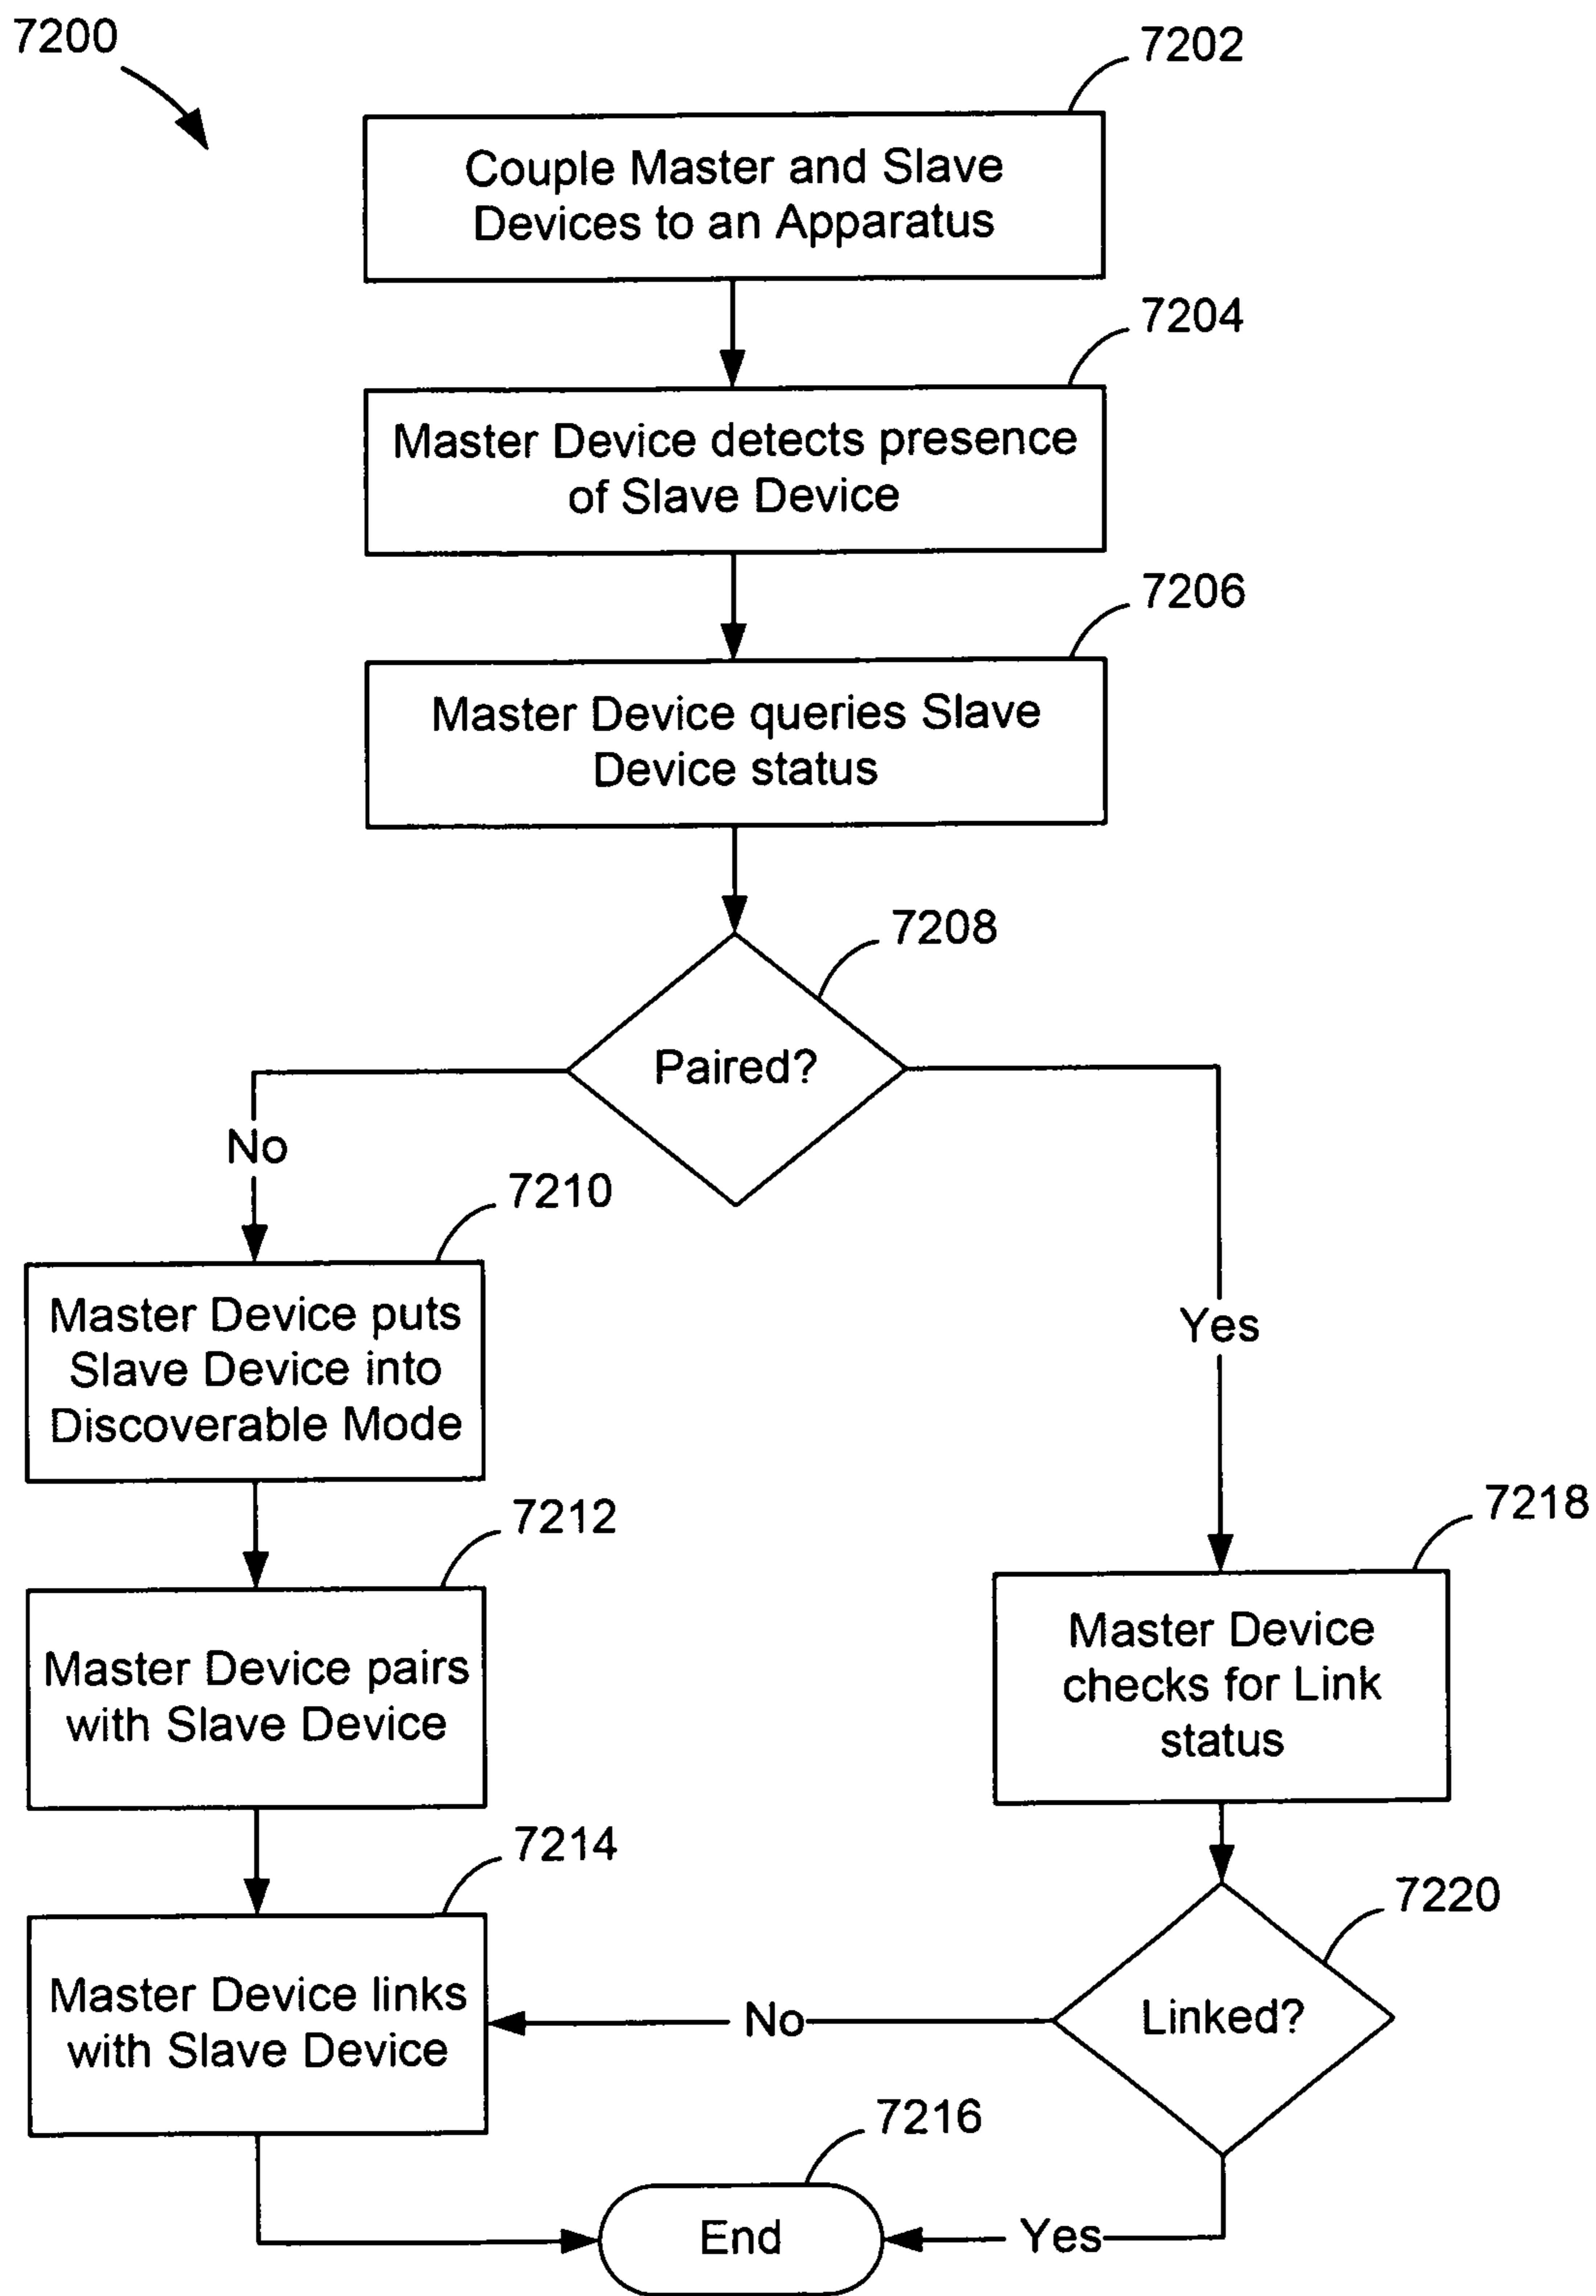 7200
7202
Couple Master and Slave
Devices to an Apparatus
7204
Master Device detects presence
of Slave Device
7206
Master Device queries Slave
Device status
7208
Paired?
No
Yes
7210
Master Device puts
Slave Device into
Discoverable Mode
7212
Master Device pairs
with Slave Device
7218
Master Device
checks for Link
status
7214
Master Device links
with Slave Device
7220
Linked?
No
7216
End
Yes